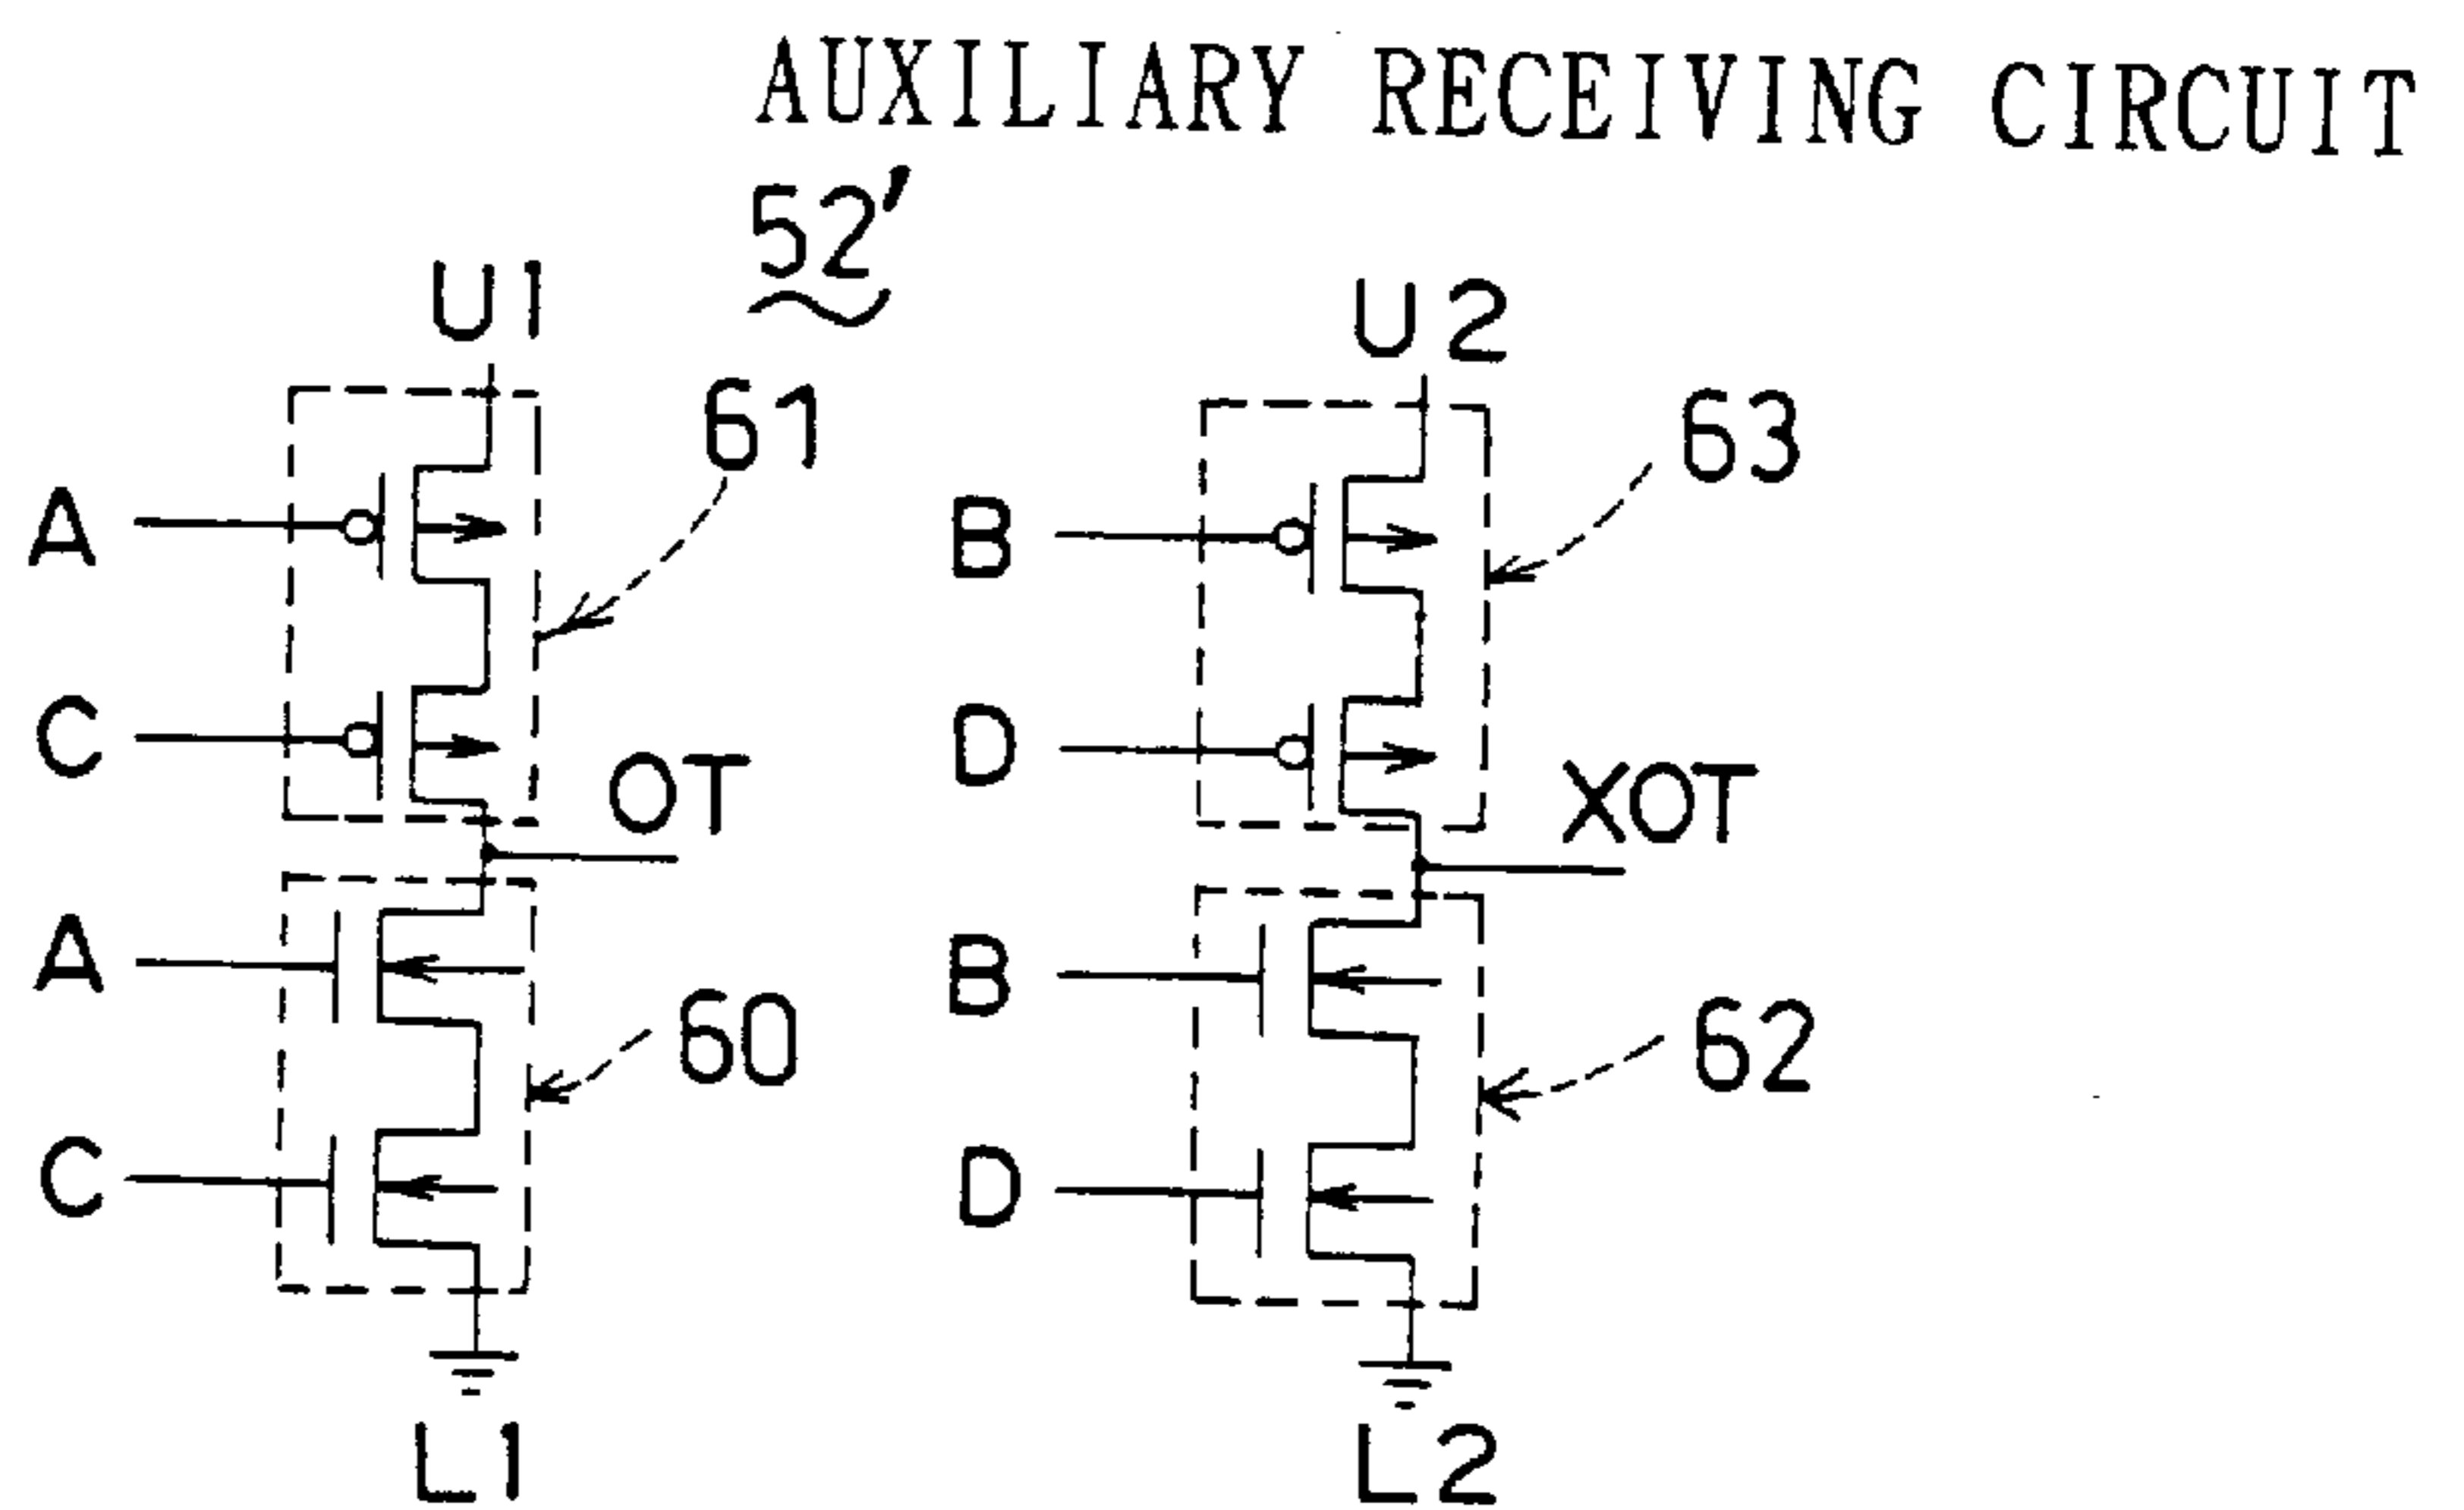 AUXILIARY RECEIVING CIRCUIT
52'
U1
U2
61
63
A
B
C
D
OT
XOT
A
B
60
62
C
D
L1
L2